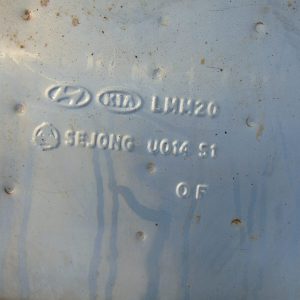 KIA LMM20
SEJONG U014 S1
OF